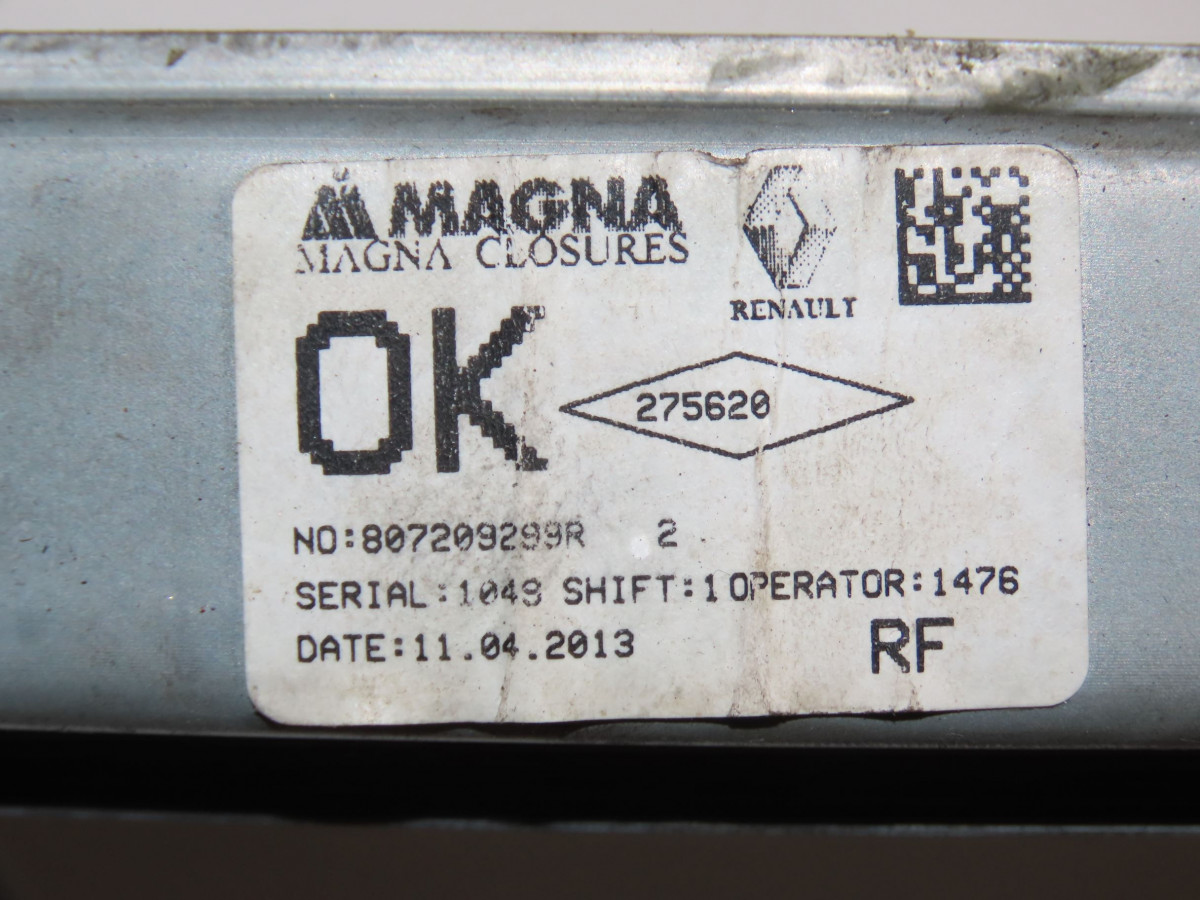 MAGNA
MAGNA CLOSURES
RENAULT
OK
275620
NO:807209299R 2
SERIAL:1049 SHIFT:1 OPERATOR:1476
DATE:11.04.2013
RF